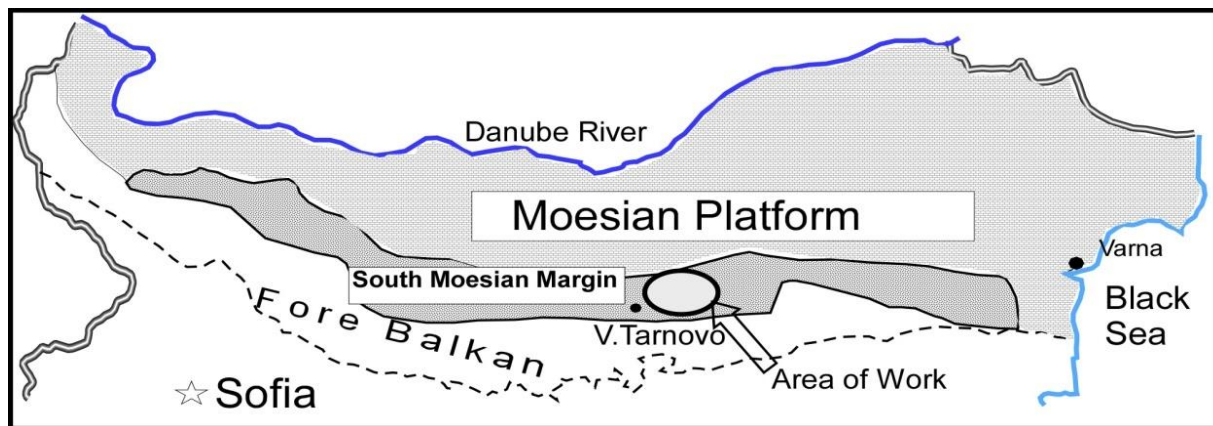 Danube River
Moesian Platform
Varna
South Moesian Margin
Black
Sea
Fore Balkan
V.Tarnovo
Area of Work
Sofia